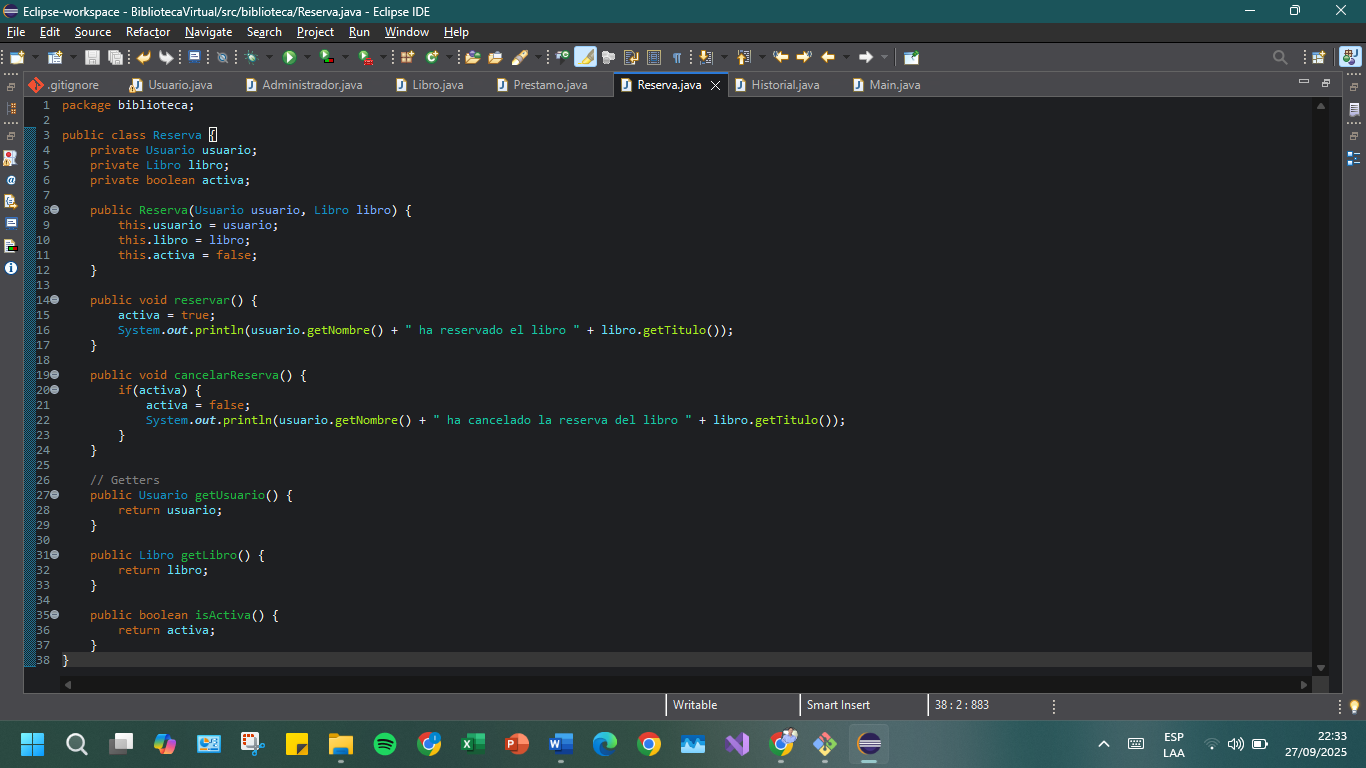 Eclipse-workspace - BibliotecaVirtual/src/biblioteca/Reserva.java - Eclipse IDE
File Edit Source Refactor Navigate Search Project Run Window Help
.gitignore Usuario.java Administrador.java Libro.java Prestamo.java Reserva.java Historial.java Main.java
1 package biblioteca;
2
3 public class Reserva {
4     private Usuario usuario;
5     private Libro libro;
6     private boolean activa;
7
8     public Reserva(Usuario usuario, Libro libro) {
9         this.usuario = usuario;
10         this.libro = libro;
11         this.activa = false;
12     }
13
14     public void reservar() {
15         activa = true;
16         System.out.println(usuario.getNombre() + " ha reservado el libro " + libro.getTitulo());
17     }
18
19     public void cancelarReserva() {
20         if(activa) {
21             activa = false;
22             System.out.println(usuario.getNombre() + " ha cancelado la reserva del libro " + libro.getTitulo());
23         }
24     }
25
26     // Getters
27     public Usuario getUsuario() {
28         return usuario;
29     }
30
31     public Libro getLibro() {
32         return libro;
33     }
34
35     public boolean isActiva() {
36         return activa;
37     }
38 }
Writable Smart Insert 38 : 2 : 883
ESP
LAA
22:33
27/09/2025